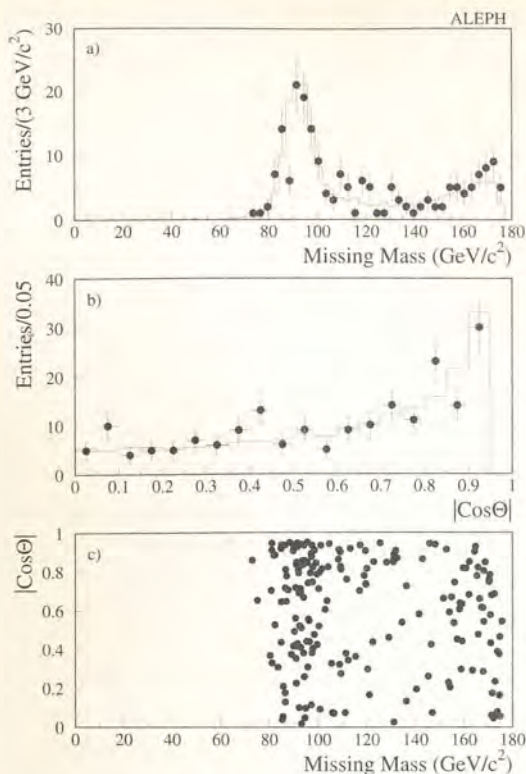 ALEPH
30
20
10
0
Entries/(3 GeV/c²)
a)
0 20 40 60 80 100 120 140 160 180
Missing Mass (GeV/c²)
40
30
20
10
0
Entries/0.05
b)
0 0.1 0.2 0.3 0.4 0.5 0.6 0.7 0.8 0.9 1
|CosΘ|
1
0.8
0.6
0.4
0.2
0
|CosΘ|
c)
0 20 40 60 80 100 120 140 160 180
Missing Mass (GeV/c²)